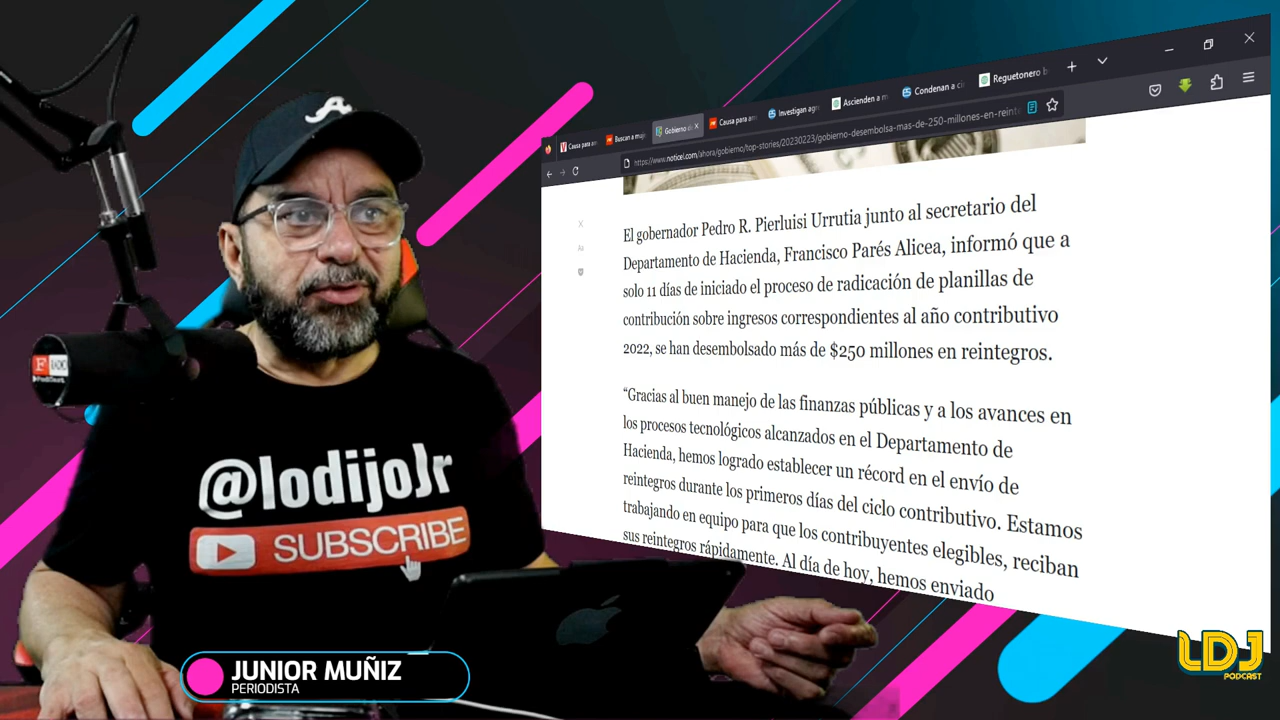 Causa para am
Buscan a muje
Gobierno de
Causa para am
Investigan age
Ascienden a m
Condenan a ci
Reguetonero b
https://www.noticel.com/ahora/gobierno/top-stories/20230223/gobierno-desembolsa-mas-de-250-millones-en-reinte
El gobernador Pedro R. Pierluisi Urrutia junto al secretario del
Departamento de Hacienda, Francisco Parés Alicea, informó que a
solo 11 días de iniciado el proceso de radicación de planillas de
contribución sobre ingresos correspondientes al año contributivo
2022, se han desembolsado más de $250 millones en reintegros.
“Gracias al buen manejo de las finanzas públicas y a los avances en
los procesos tecnológicos alcanzados en el Departamento de
Hacienda, hemos logrado establecer un récord en el envío de
reintegros durante los primeros días del ciclo contributivo. Estamos
trabajando en equipo para que los contribuyentes elegibles, reciban
sus reintegros rápidamente. Al día de hoy, hemos enviado
@lodijoJr
SUBSCRIBE
JUNIOR MUÑIZ
PERIODISTA
LDJ
PODCAST